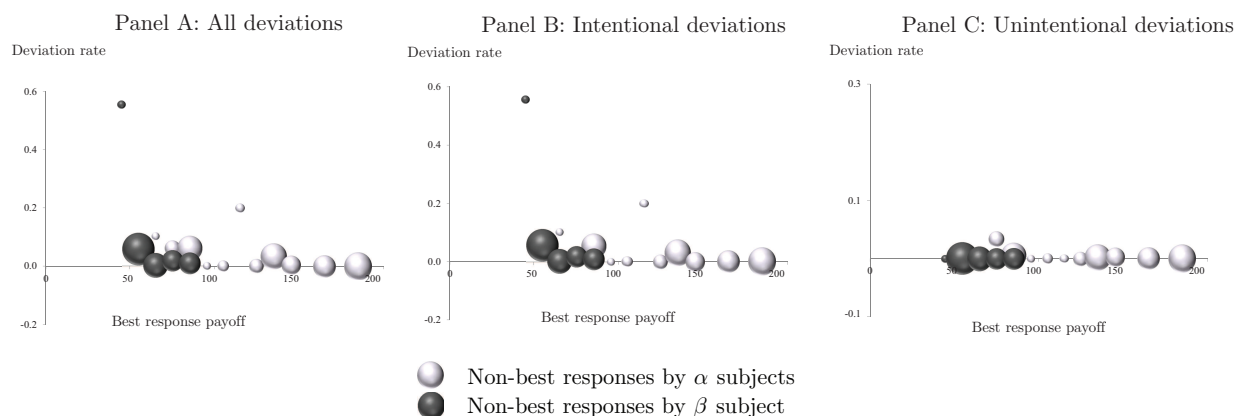 Panel A: All deviations
Deviation rate
0.6
0.4
0.2
0.0
-0.2
0
50
100
150
200
Best response payoff
Panel B: Intentional deviations
Deviation rate
0.6
0.4
0.2
0.0
-0.2
0
50
100
150
200
Best response payoff
Panel C: Unintentional deviations
Deviation rate
0.3
0.1
-0.1
0
50
100
150
200
Best response payoff
Non-best responses by α subjects
Non-best responses by β subject